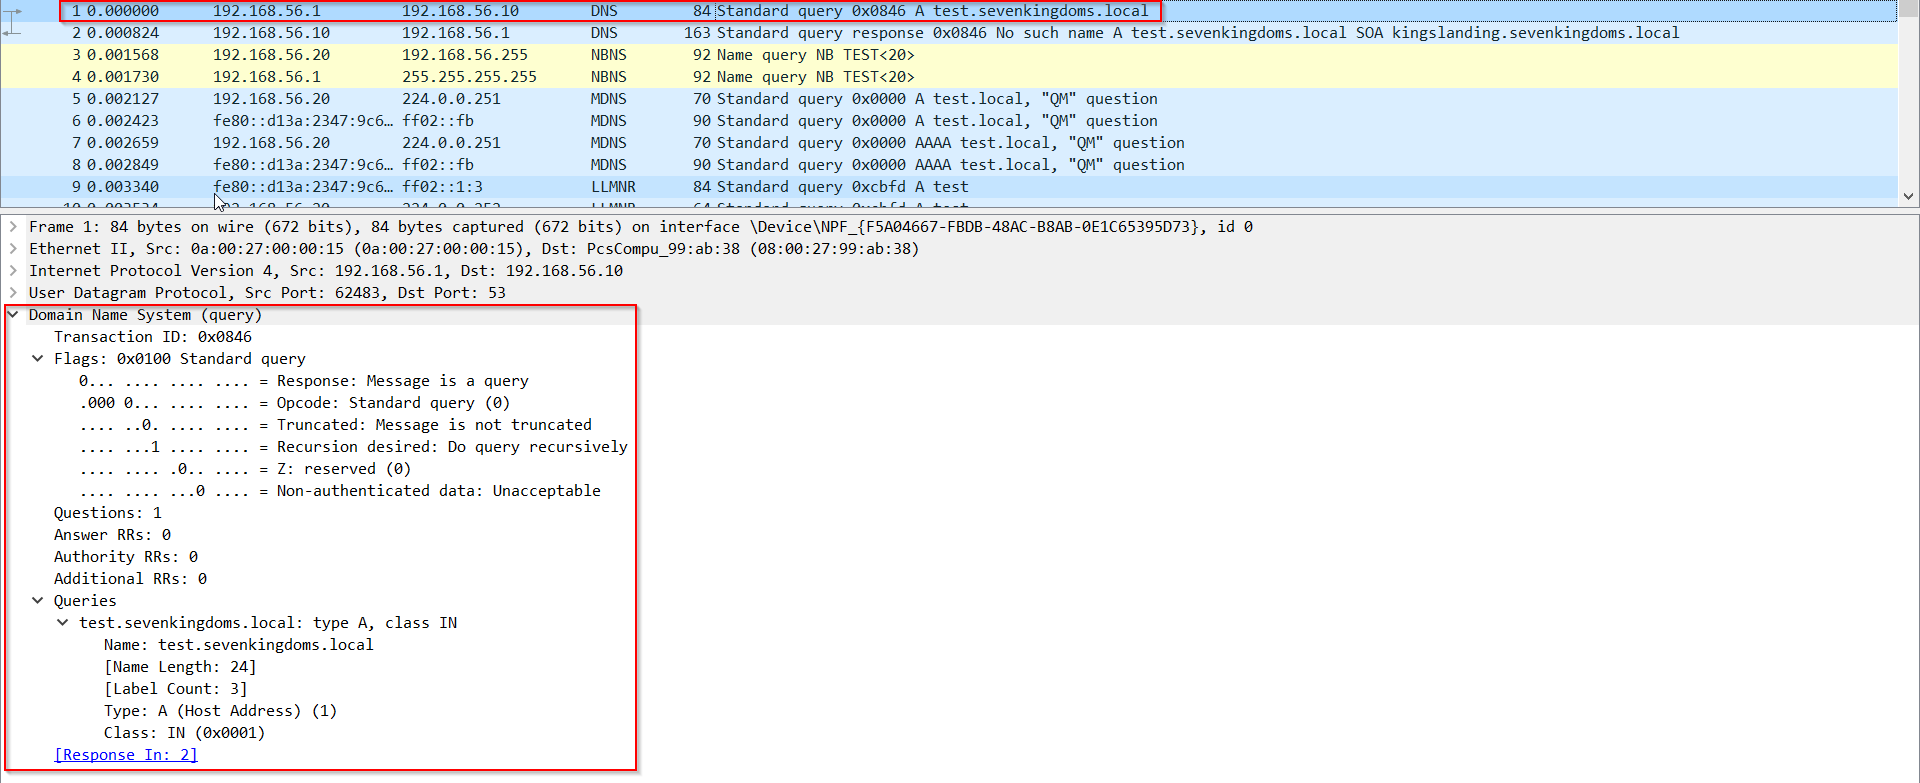 1 0.000000 192.168.56.1 192.168.56.10 DNS 84 Standard query 0x0846 A test.sevenkingdoms.local
2 0.000824 192.168.56.10 192.168.56.1 DNS 163 Standard query response 0x0846 No such name A test.sevenkingdoms.local SOA kingslanding.sevenkingdoms.local
3 0.001568 192.168.56.20 192.168.56.255 NBNS 92 Name query NB TEST<20>
4 0.001730 192.168.56.1 255.255.255.255 NBNS 92 Name query NB TEST<20>
5 0.002127 192.168.56.20 224.0.0.251 MDNS 70 Standard query 0x0000 A test.local, "QM" question
6 0.002423 fe80::d13a:2347:9c6… ff02::fb MDNS 90 Standard query 0x0000 A test.local, "QM" question
7 0.002659 192.168.56.20 224.0.0.251 MDNS 70 Standard query 0x0000 AAAA test.local, "QM" question
8 0.002849 fe80::d13a:2347:9c6… ff02::fb MDNS 90 Standard query 0x0000 AAAA test.local, "QM" question
9 0.003340 fe80::d13a:2347:9c6… ff02::1:3 LLMNR 84 Standard query 0xcbfd A test
Frame 1: 84 bytes on wire (672 bits), 84 bytes captured (672 bits) on interface \Device\NPF_{F5A04667-FBDB-48AC-B8AB-0E1C65395D73}, id 0
Ethernet II, Src: 0a:00:27:00:00:15 (0a:00:27:00:00:15), Dst: PcsCompu_99:ab:38 (08:00:27:99:ab:38)
Internet Protocol Version 4, Src: 192.168.56.1, Dst: 192.168.56.10
User Datagram Protocol, Src Port: 62483, Dst Port: 53
Domain Name System (query)
Transaction ID: 0x0846
Flags: 0x0100 Standard query
0... .... .... .... = Response: Message is a query
.000 0... .... .... = Opcode: Standard query (0)
.... ..0. .... .... = Truncated: Message is not truncated
.... ...1 .... .... = Recursion desired: Do query recursively
.... .... .0.. .... = Z: reserved (0)
.... .... ...0 .... = Non-authenticated data: Unacceptable
Questions: 1
Answer RRs: 0
Authority RRs: 0
Additional RRs: 0
Queries
test.sevenkingdoms.local: type A, class IN
Name: test.sevenkingdoms.local
[Name Length: 24]
[Label Count: 3]
Type: A (Host Address) (1)
Class: IN (0x0001)
[Response In: 2]